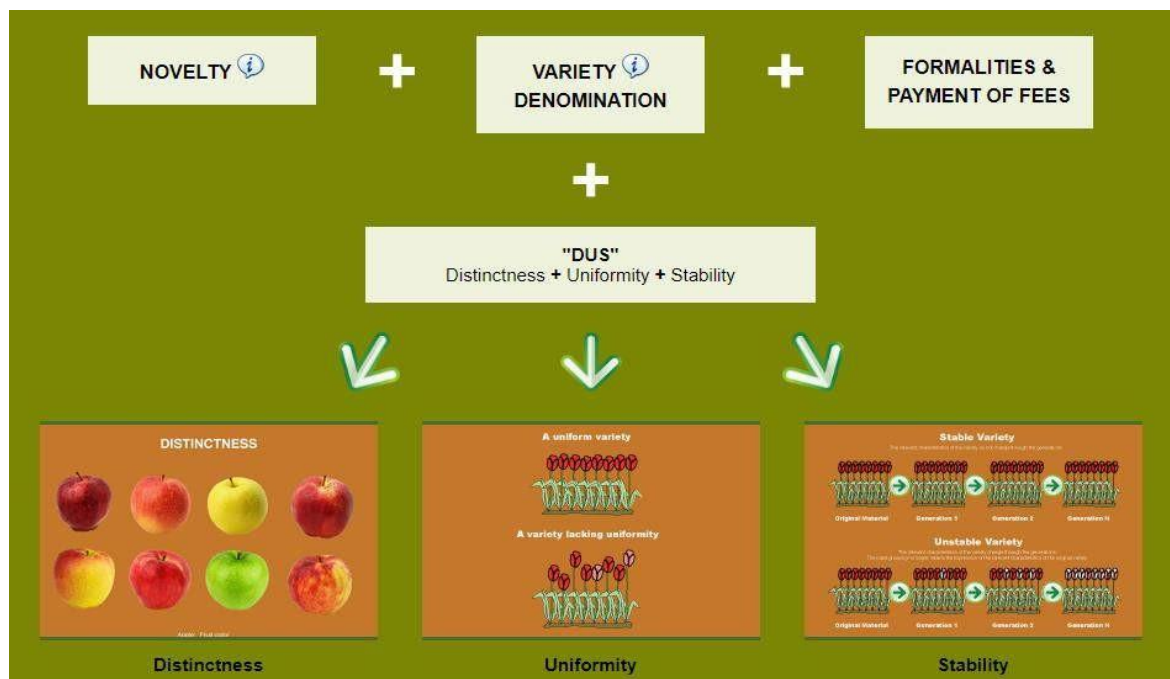 NOVELTY
VARIETY
DENOMINATION
FORMALITIES &
PAYMENT OF FEES
+
+
+
"DUS"
Distinctness + Uniformity + Stability
DISTINCTNESS
A uniform variety
A variety lacking uniformity
Stable Variety
Original Material
Generation 1
Generation 2
Generation N
Unstable Variety
Original Material
Generation 1
Generation 2
Generation N
Distinctness
Uniformity
Stability